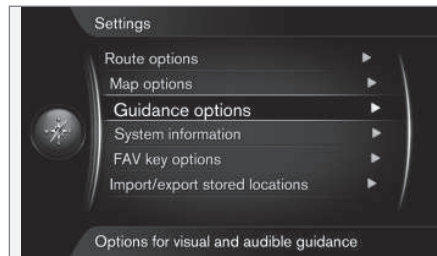 Settings
Route options
Map options
Guidance options
System information
FAV key options
Import/export stored locations
Options for visual and audible guidance